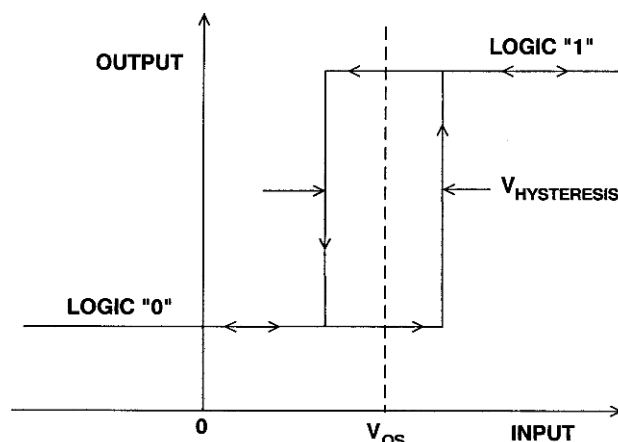 LOGIC "1"
OUTPUT
VHYSTERESIS
LOGIC "0"
0
VOS
INPUT